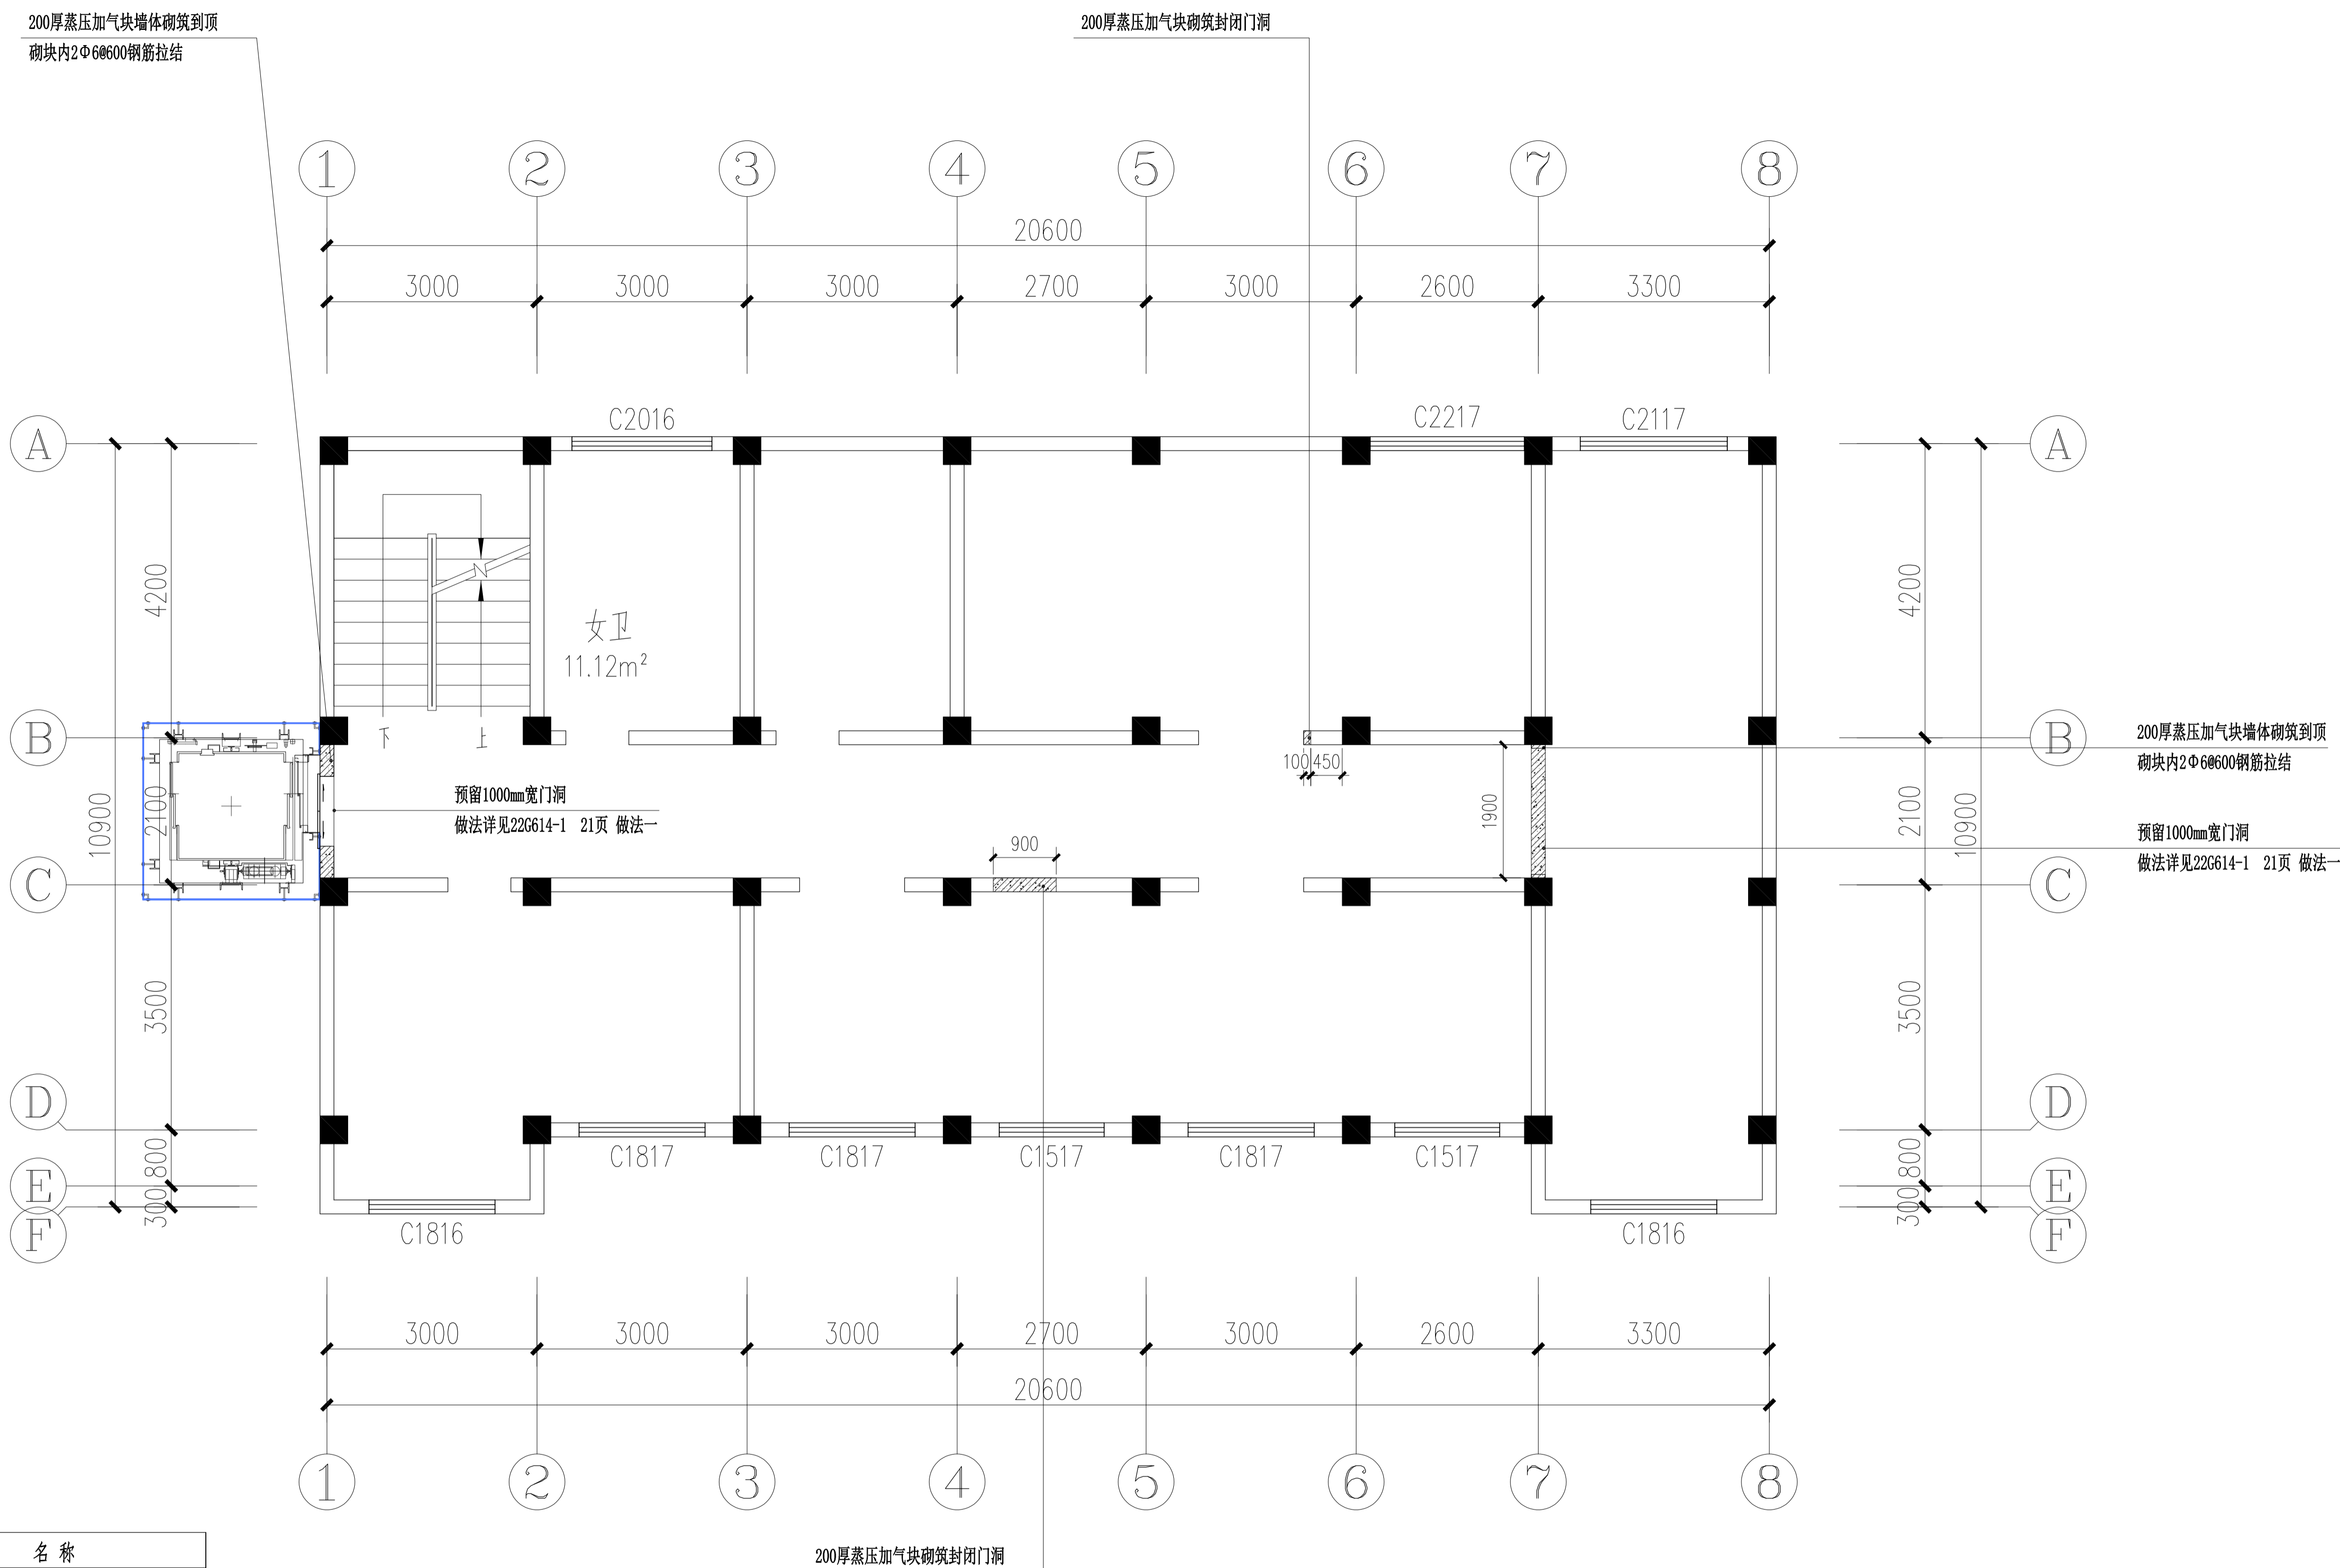 200厚蒸压加气块墙体砌筑到顶
砌块内2Φ6@600钢筋拉结
200厚蒸压加气块砌筑封闭门洞
1 2 3 4 5 6 7 8
20600
3000 3000 3000 2700 3000 2600 3300
C2016 C2217 C2117
A A
4200 4200
女卫
11.12m²
下 上
B B
200厚蒸压加气块墙体砌筑到顶
砌块内2Φ6@600钢筋拉结
100 450
预留1000mm宽门洞
做法详见22G614-1 21页 做法一
10900 2100 1900 2100 10900
预留1000mm宽门洞
做法详见22G614-1 21页 做法一
900
C C
3500 3500
D D
C1817 C1817 C1517 C1817 C1517
800 800
E E
300 300
F F
C1816 C1816
3000 3000 3000 2700 3000 2600 3300
20600
1 2 3 4 5 6 7 8
名称
200厚蒸压加气块砌筑封闭门洞